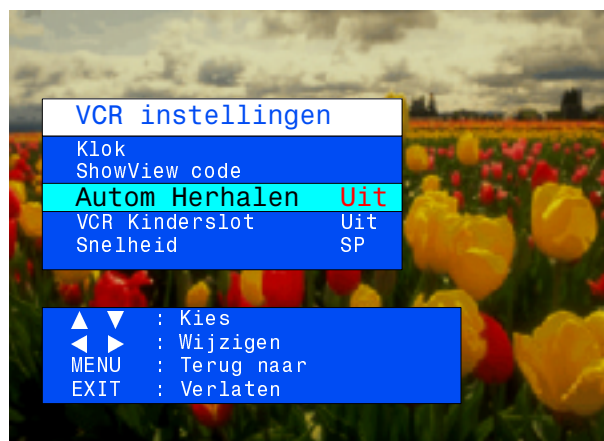 VCR instellingen
Klok
ShowView code
Autom Herhalen Uit
VCR Kinderslot Uit
Snelheid SP
▲ ▼ : Kies
◀ ▶ : Wijzigen
MENU : Terug naar
EXIT : Verlaten